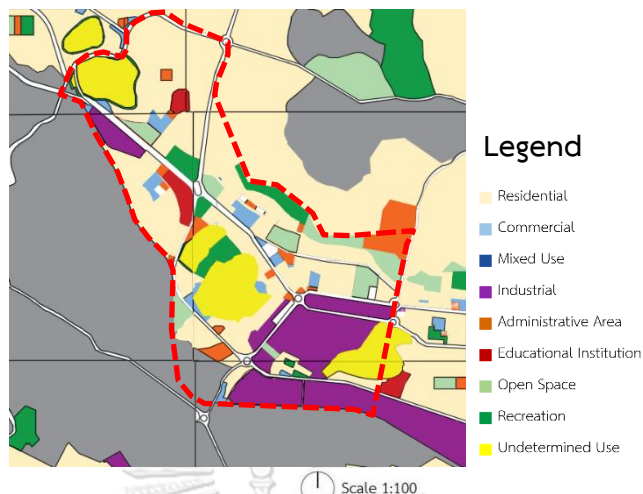 Legend
Residential
Commercial
Mixed Use
Industrial
Administrative Area
Educational Institution
Open Space
Recreation
Undetermined Use
Scale 1:100